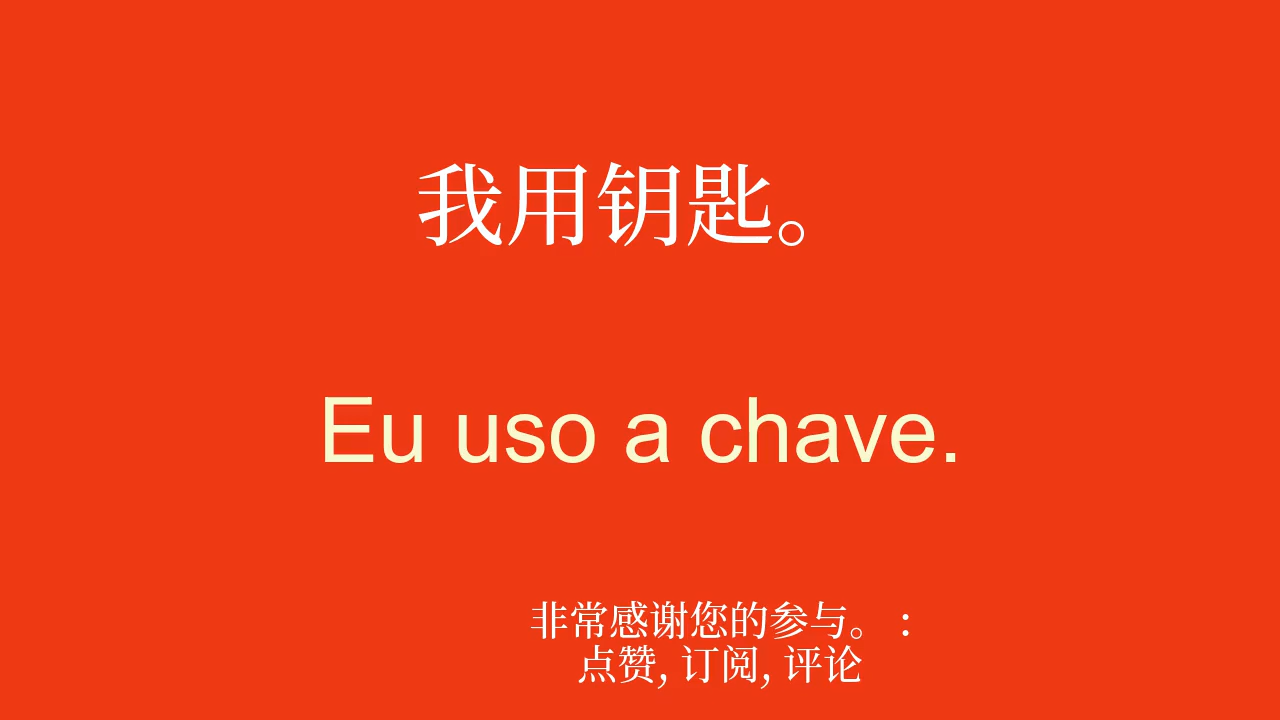 我用钥匙。
Eu uso a chave.
非常感谢您的参与。 :
点赞, 订阅, 评论